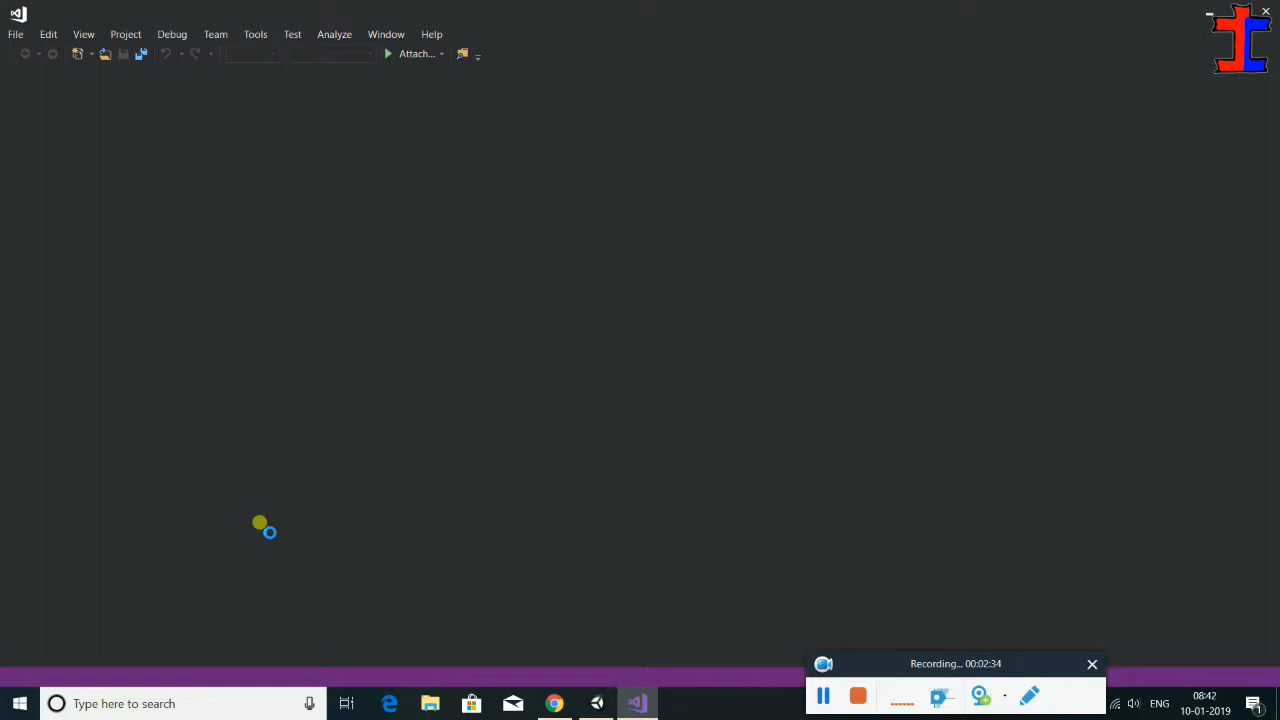 File Edit View Project Debug Team Tools Test Analyze Window Help
Attach...
Recording... 00:02:34
Type here to search
ENG
08:42
10-01-2019
1